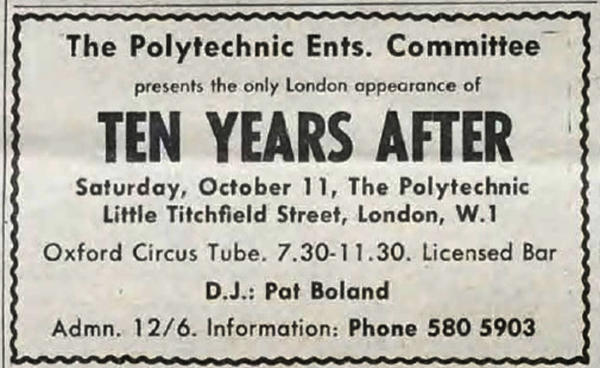 The Polytechnic Ents. Committee
presents the only London appearance of
TEN YEARS AFTER
Saturday, October 11, The Polytechnic
Little Titchfield Street, London, W.1
Oxford Circus Tube. 7.30-11.30. Licensed Bar
D.J.: Pat Boland
Admn. 12/6. Information: Phone 580 5903